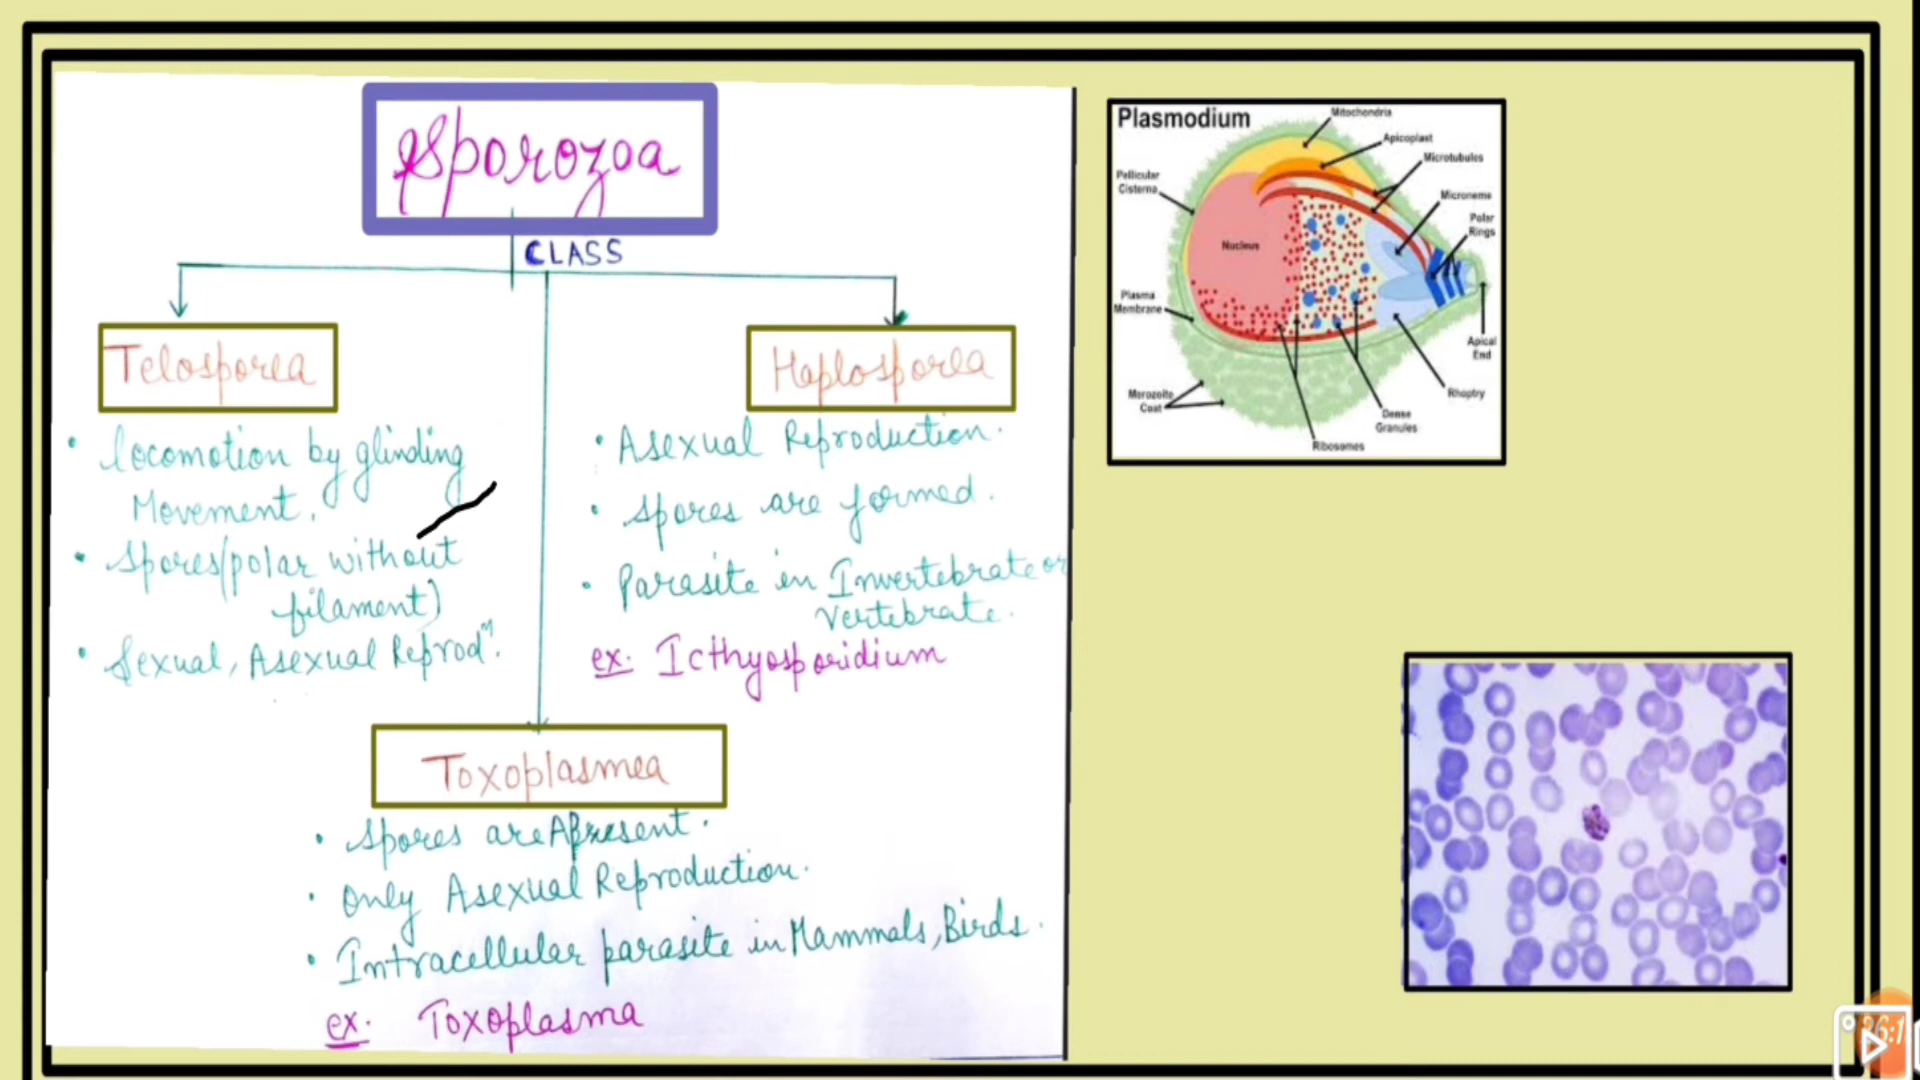 Sporozoa
CLASS
Telosporea
• locomotion by glinding
Movement.
• Spores(polar without
filament)
• Sexual, Asexual Reprodⁿ.
Haplosporea
• Asexual Reproduction.
• Spores are formed.
• Parasite in Invertebrate or
Vertebrate.
ex. Icthyosporidium
Toxoplasmea
• Spores are
• Only Asexual Reproduction.
• Intracellular parasite in Mammals, Birds.
ex. Toxoplasma
Plasmodium
Mitochondria
Apicoplast
Microtubules
Microneme
Polar
Rings
Pellicular
Cisterna
Nucleus
Plasma
Membrane
Apical
End
Rhoptry
Merozoite
Coat
Dense
Granules
Ribosomes